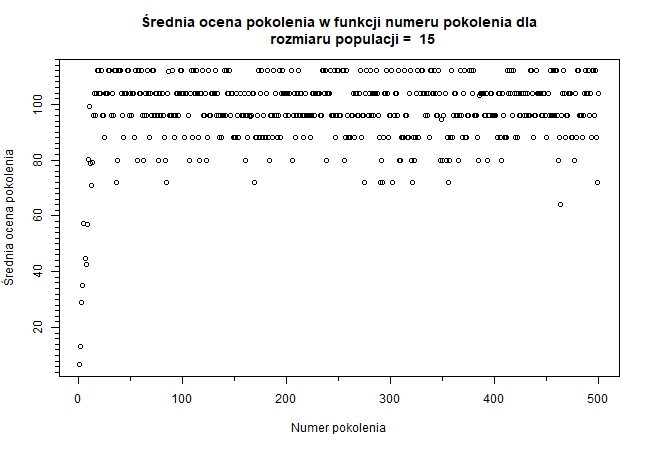 Średnia ocena pokolenia w funkcji numeru pokolenia dla
rozmiaru populacji = 15
Średnia ocena pokolenia
100
80
60
40
20
0 100 200 300 400 500
Numer pokolenia